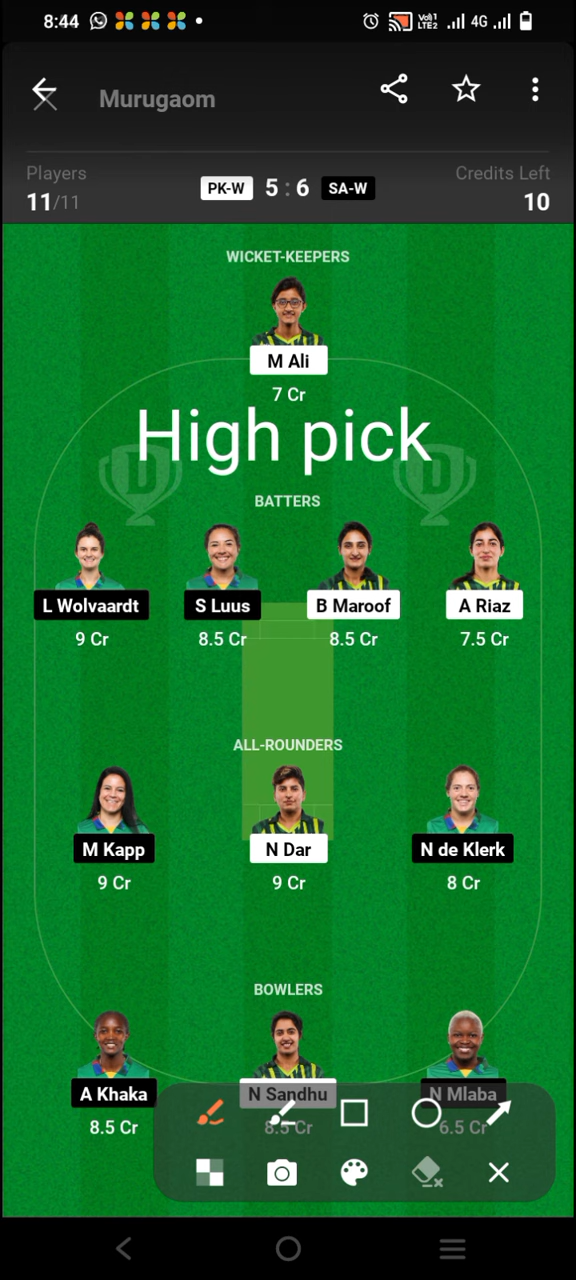 8:44 Vo)) 1 LTE2 4G
Murugaom
Players Credits Left
11/11 PK-W 5 : 6 SA-W 10
WICKET-KEEPERS
M Ali
7 Cr
High pick
BATTERS
L Wolvaardt S Luus B Maroof A Riaz
9 Cr 8.5 Cr 8.5 Cr 7.5 Cr
ALL-ROUNDERS
M Kapp N Dar N de Klerk
9 Cr 9 Cr 8 Cr
BOWLERS
A Khaka N Sandhu N Mlaba
8.5 Cr 8.5 Cr 6.5 Cr